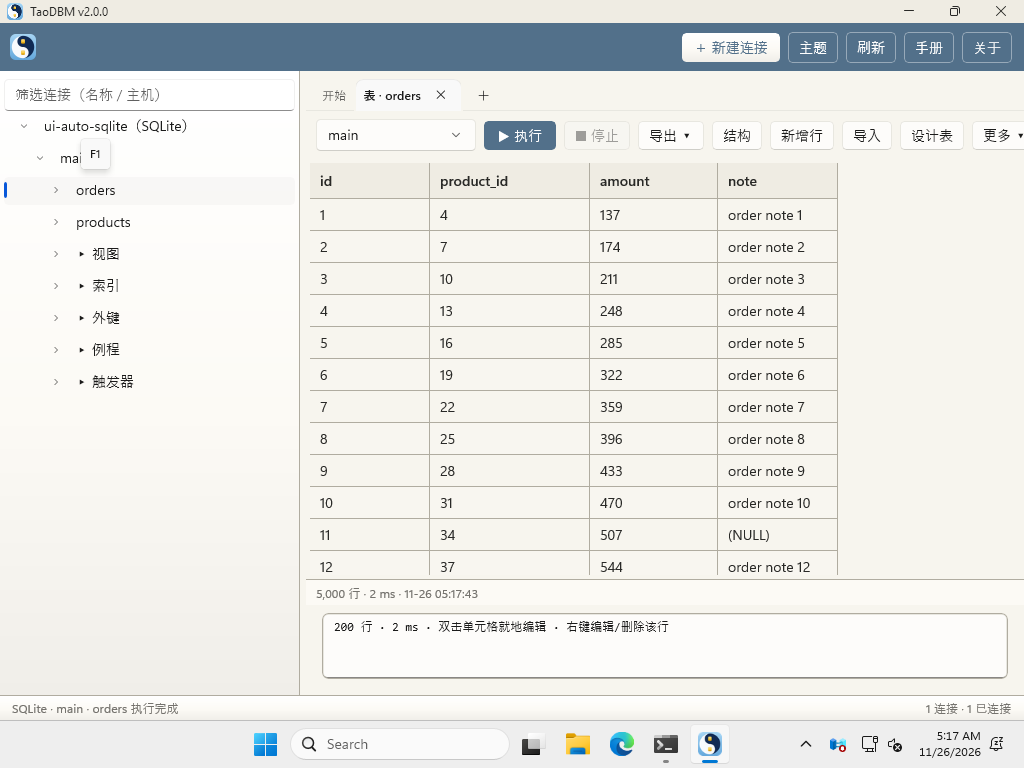 TaoDBM v2.0.0
+ 新建连接 主题 刷新 手册 关于
筛选连接（名称 / 主机）
ui-auto-sqlite（SQLite）
mai
F1
orders
products
视图
索引
外键
例程
触发器
开始 表 · orders
main 执行 停止 导出 结构 新增行 导入 设计表 更多
id product_id amount note
1 4 137 order note 1
2 7 174 order note 2
3 10 211 order note 3
4 13 248 order note 4
5 16 285 order note 5
6 19 322 order note 6
7 22 359 order note 7
8 25 396 order note 8
9 28 433 order note 9
10 31 470 order note 10
11 34 507 (NULL)
12 37 544 order note 12
5,000 行 · 2 ms · 11-26 05:17:43
200 行 · 2 ms · 双击单元格就地编辑 · 右键编辑/删除该行
SQLite · main · orders 执行完成
1 连接 · 1 已连接
Search
5:17 AM
11/26/2026